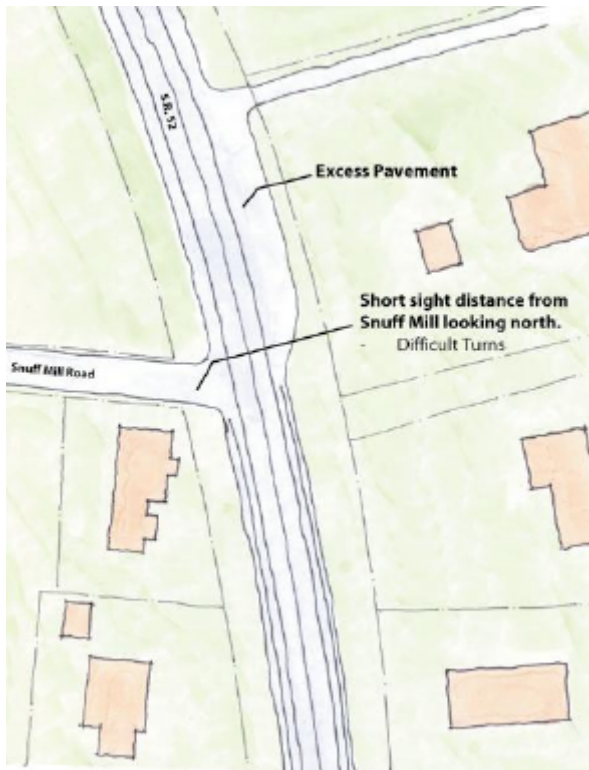 S.R. 52
Excess Pavement
Short sight distance from
Snuff Mill looking north.
- Difficult Turns
Snuff Mill Road